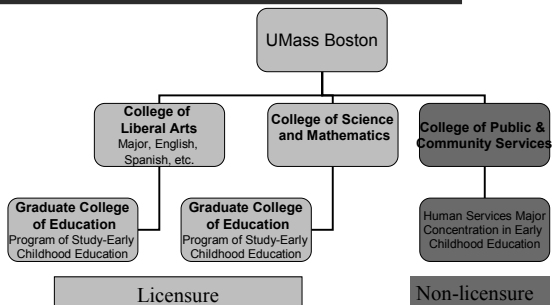 UMass Boston
College of
Liberal Arts
Major, English,
Spanish, etc.
College of Science
and Mathematics
College of Public &
Community Services
Graduate College
of Education
Program of Study-Early
Childhood Education
Graduate College
of Education
Program of Study-Early
Childhood Education
Human Services Major
Concentration in Early
Childhood Education
Licensure
Non-licensure